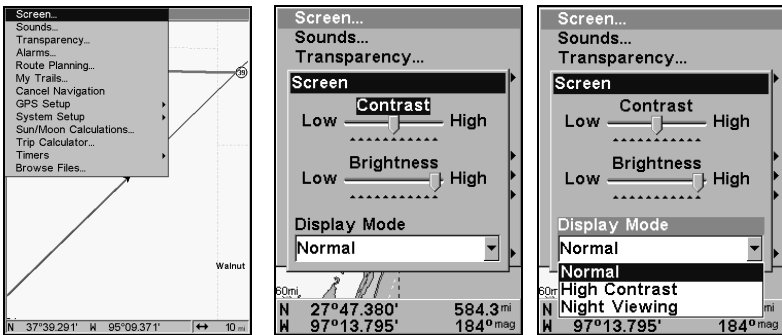 Screen...
Sounds...
Transparency...
Alarms...
Route Planning...
My Trails...
Cancel Navigation
GPS Setup
System Setup
Sun/Moon Calculations...
Trip Calculator...
Timers
Browse Files...
39
Walnut
N 37°39.291' W 95°09.371' ↔ 10 mi
Screen...
Sounds...
Transparency...
Screen
Contrast
Low High
Brightness
Low High
Display Mode
Normal
60mi
N 27°47.380' 584.3 mi
W 97°13.795' 184° mag
Screen...
Sounds...
Transparency...
Screen
Contrast
Low High
Brightness
Low High
Display Mode
Normal
Normal
High Contrast
Night Viewing
N mi
W 97°13.795' 184° mag